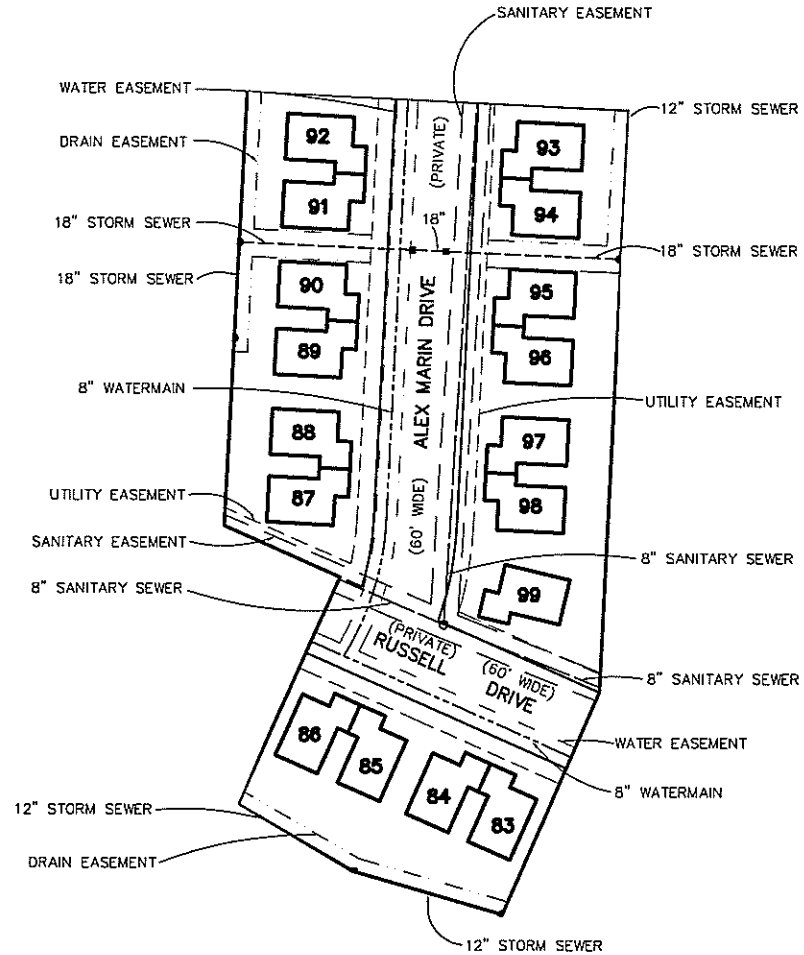 SANITARY EASEMENT
WATER EASEMENT
12" STORM SEWER
DRAIN EASEMENT
92
93
(PRIVATE)
91
94
18" STORM SEWER
18"
18" STORM SEWER
18" STORM SEWER
90
95
ALEX MARIN DRIVE
89
96
8" WATERMAIN
UTILITY EASEMENT
88
97
(60' WIDE)
87
98
UTILITY EASEMENT
SANITARY EASEMENT
8" SANITARY SEWER
99
8" SANITARY SEWER
(PRIVATE)
RUSSELL
(60' WIDE)
DRIVE
8" SANITARY SEWER
WATER EASEMENT
86
85
84
83
8" WATERMAIN
12" STORM SEWER
DRAIN EASEMENT
12" STORM SEWER